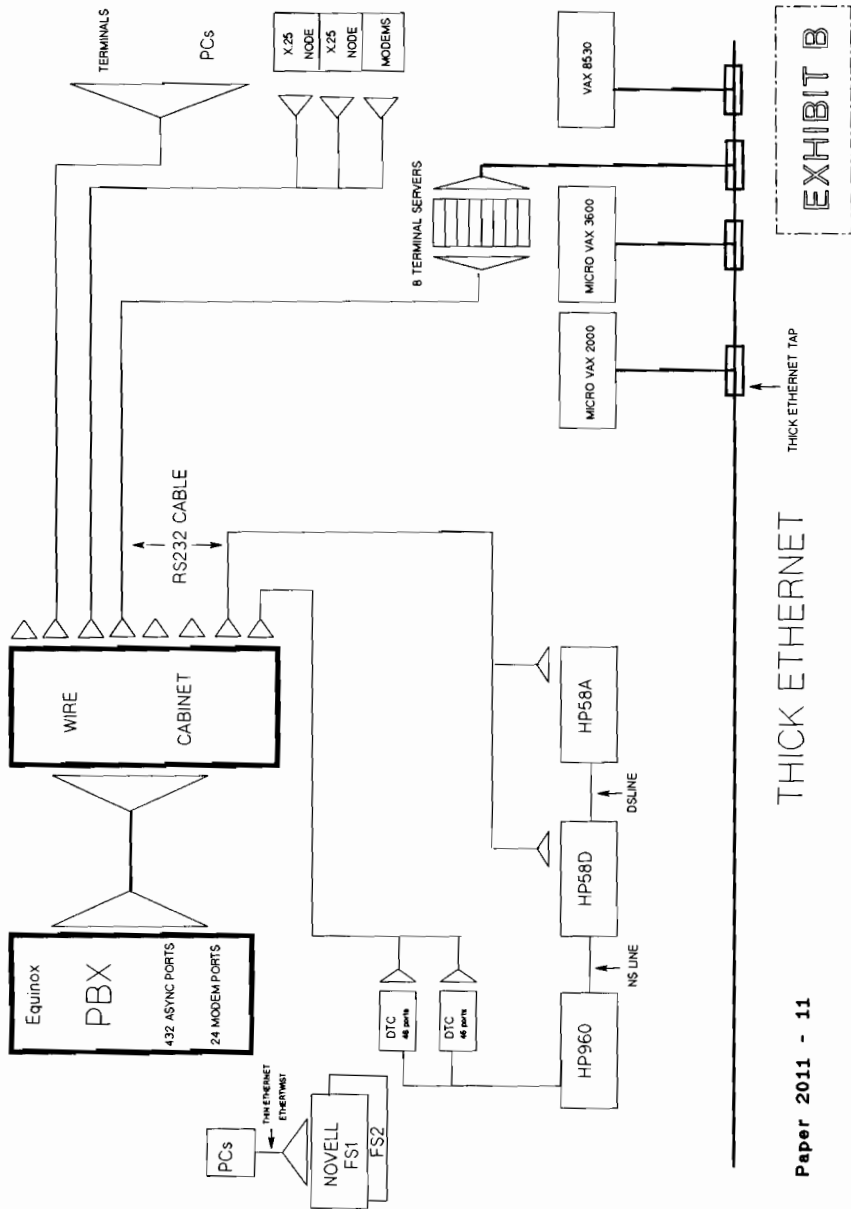 Equinox
PBX
432 ASYNC PORTS
24 MODEM PORTS
WIRE
CABINET
TERMINALS
PCs
RS232 CABLE
X.25
NODE
X.25
NODE
MODEMS
PCs
THIN ETHERNET
ETHERTWIST
NOVELL
FS1
FS2
DTC
48 ports
DTC
48 ports
8 TERMINAL SERVERS
HP960
NS LINE
HP58D
DSLINE
HP58A
MICRO VAX 2000
MICRO VAX 3600
VAX 8530
THICK ETHERNET
THICK ETHERNET TAP
EXHIBIT B
Paper 2011 - 11